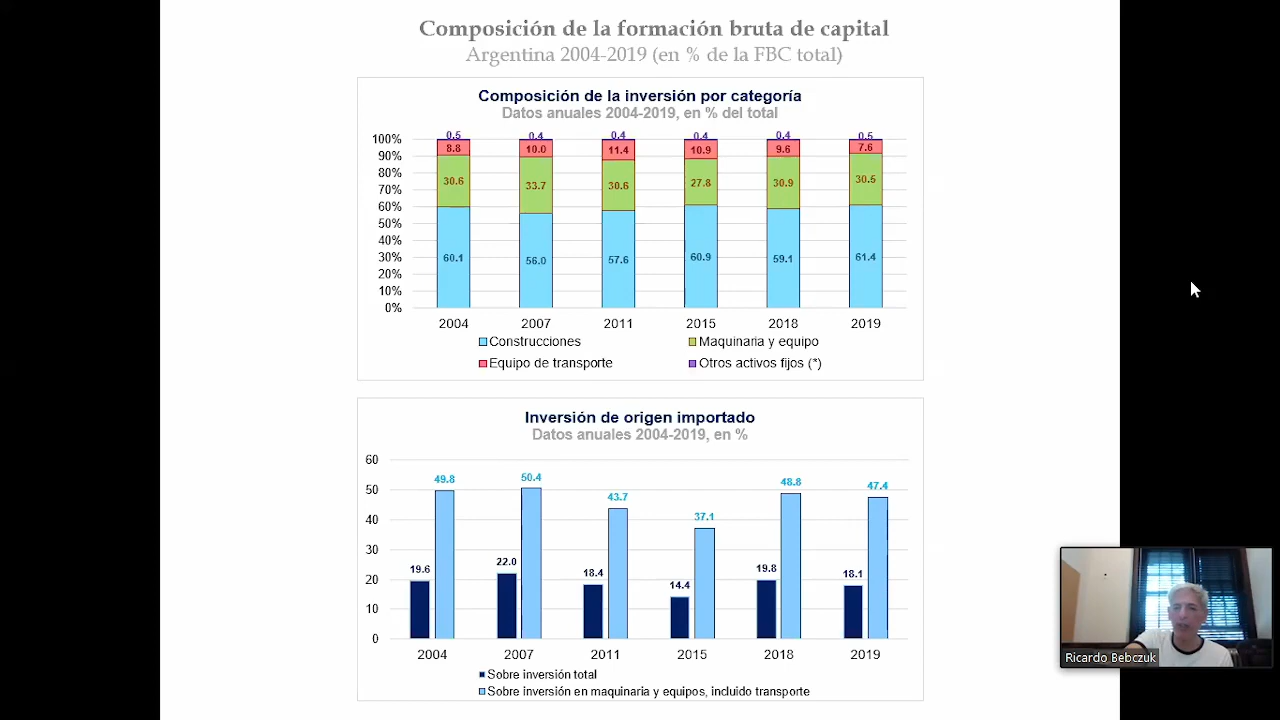 Composición de la formación bruta de capital
Argentina 2004-2019 (en % de la FBC total)
Composición de la inversión por categoría
Datos anuales 2004-2019, en % del total
100%
90%
80%
70%
60%
50%
40%
30%
20%
10%
0%
0.5 0.4 0.4 0.4 0.4 0.5
8.8 10.0 11.4 10.9 9.6 7.6
30.6 33.7 30.6 27.8 30.9 30.5
60.1 56.0 57.6 60.9 59.1 61.4
2004 2007 2011 2015 2018 2019
Construcciones Maquinaria y equipo
Equipo de transporte Otros activos fijos (*)
Inversión de origen importado
Datos anuales 2004-2019, en %
60
50
40
30
20
10
0
49.8 50.4 43.7 37.1 48.8 47.4
19.6 22.0 18.4 14.4 19.8 18.1
2004 2007 2011 2015 2018 2019
Sobre inversión total
Sobre inversión en maquinaria y equipos, incluido transporte
Ricardo Bebczuk